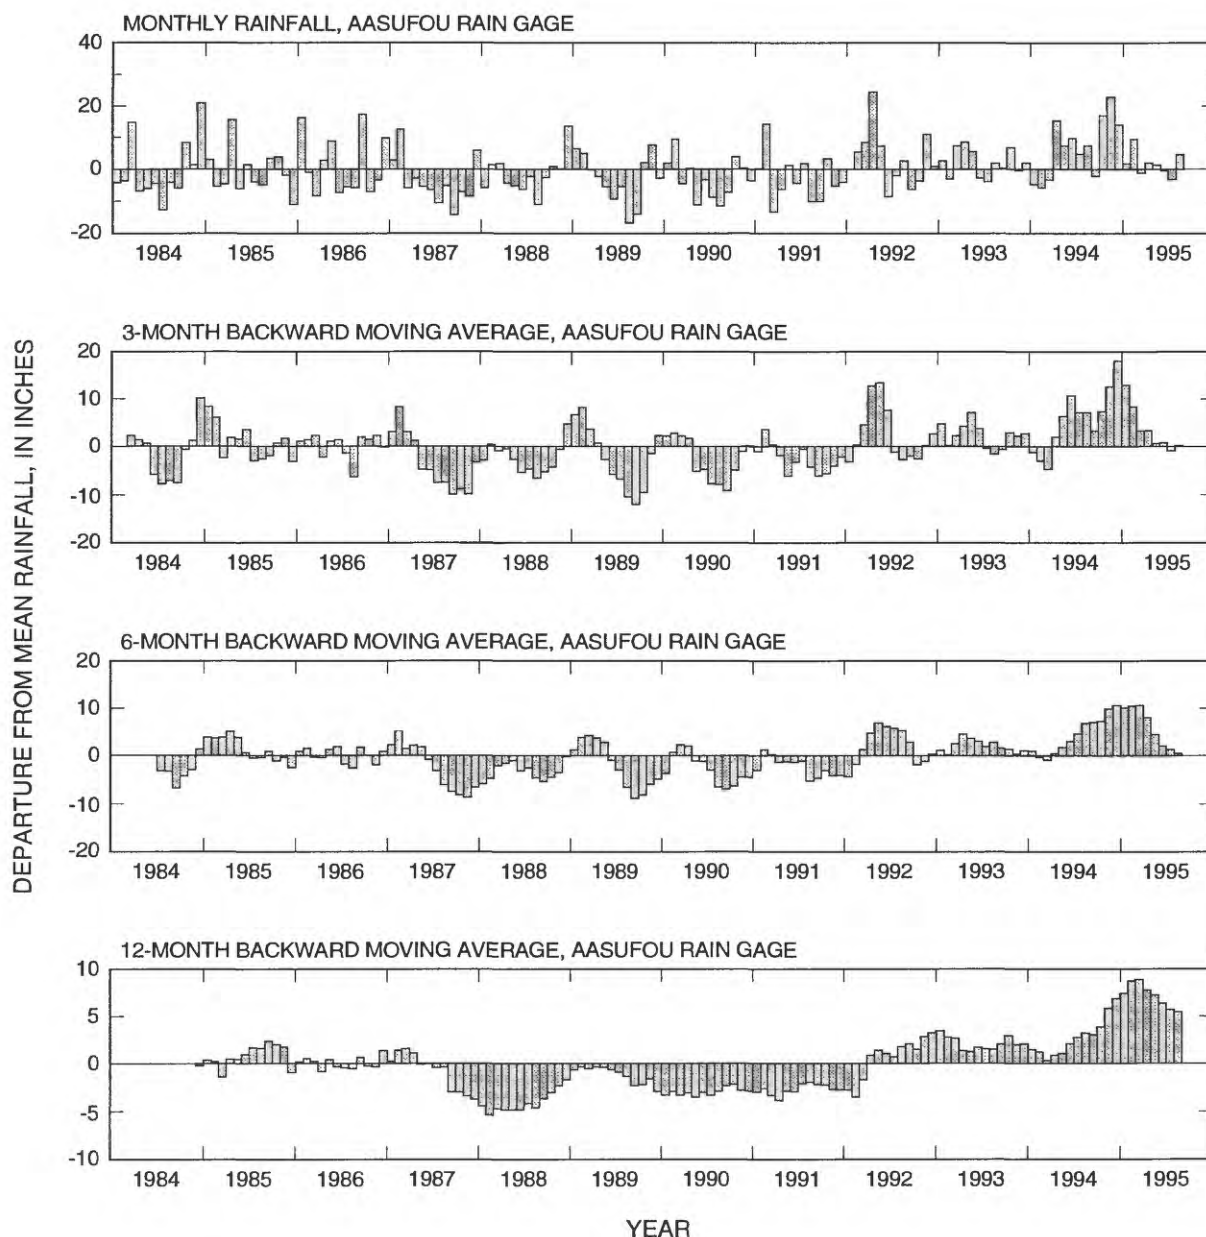 MONTHLY RAINFALL, AASUFOU RAIN GAGE
40
20
0
-20
1984 1985 1986 1987 1988 1989 1990 1991 1992 1993 1994 1995
3-MONTH BACKWARD MOVING AVERAGE, AASUFOU RAIN GAGE
20
10
0
-10
-20
1984 1985 1986 1987 1988 1989 1990 1991 1992 1993 1994 1995
DEPARTURE FROM MEAN RAINFALL, IN INCHES
6-MONTH BACKWARD MOVING AVERAGE, AASUFOU RAIN GAGE
20
10
0
-10
-20
1984 1985 1986 1987 1988 1989 1990 1991 1992 1993 1994 1995
12-MONTH BACKWARD MOVING AVERAGE, AASUFOU RAIN GAGE
10
5
0
-5
-10
1984 1985 1986 1987 1988 1989 1990 1991 1992 1993 1994 1995
YEAR